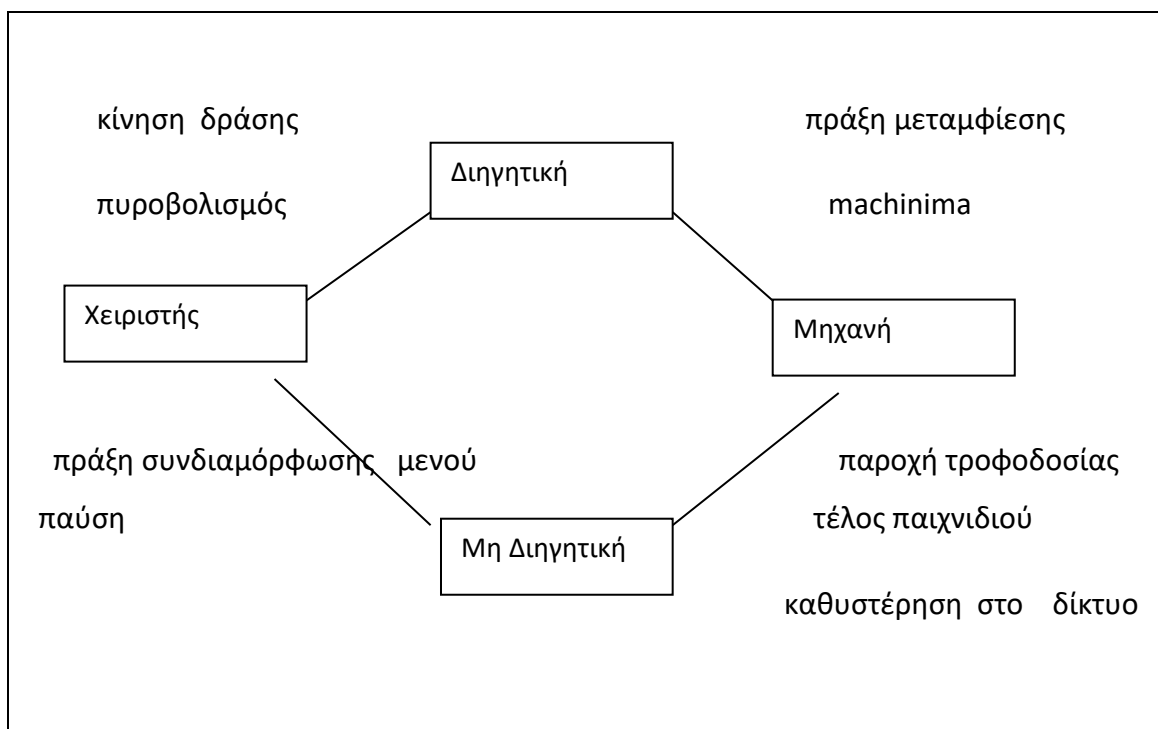 κίνηση δράσης
πράξη μεταμφίεσης
Διηγητική
πυροβολισμός
machinima
Χειριστής
Μηχανή
πράξη συνδιαμόρφωσης μενού
παροχή τροφοδοσίας
παύση
τέλος παιχνιδιού
Μη Διηγητική
καθυστέρηση στο δίκτυο